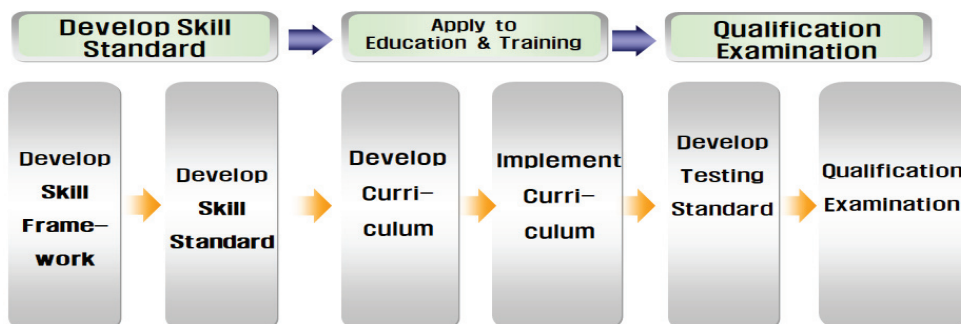 Develop Skill
Standard
Apply to
Education & Training
Qualification
Examination
Develop
Skill
Frame-
work
Develop
Skill
Standard
Develop
Curri-
culum
Implement
Curri-
culum
Develop
Testing
Standard
Qualification
Examination